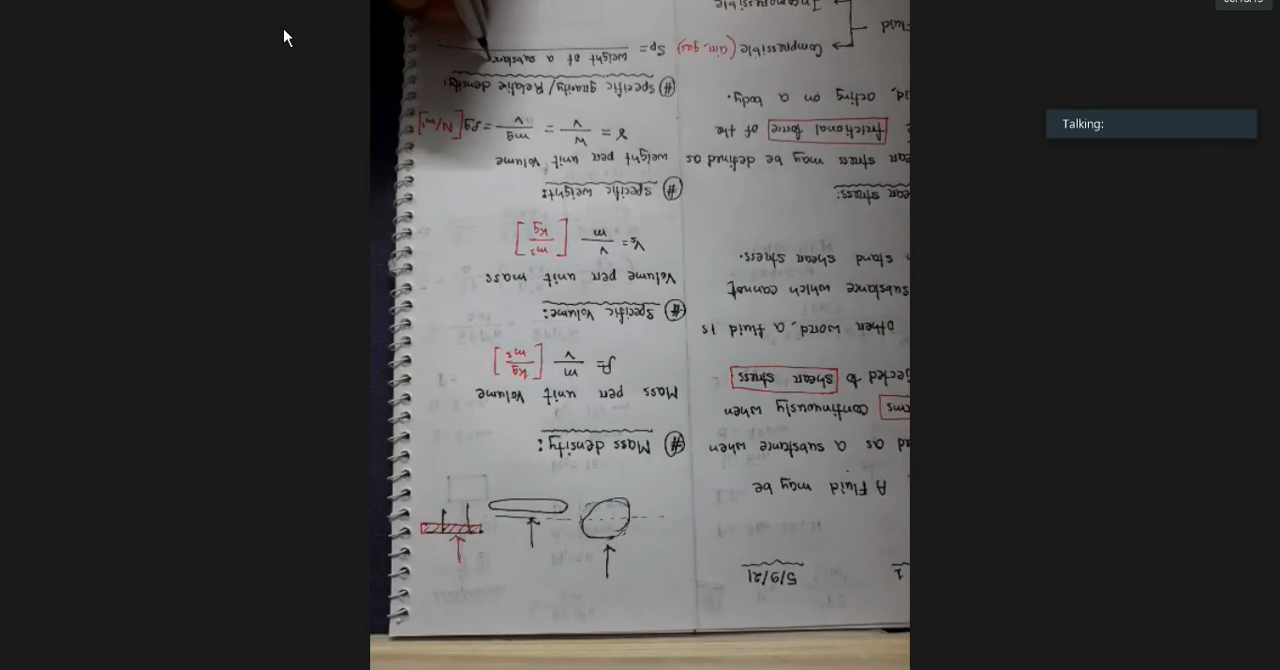 5/9/21
A Fluid may be
ed as a substance when
ms continuously when
jected to shear stress
other word, a fluid is
substance which cannot
stand shear stress.
ear stress:
ear stress may be defined as
frictional force of the
id, acting on a body.
Compressible (air, gas)
Fluid
Incompressible
# Mass density:
Mass per unit Volume
ρ = m/V [kg/m³]
# Specific Volume:
Volume per unit mass
Vs = V/m [m³/kg]
# Specific weight:
weight per unit Volume
γ = W/V = mg/V = ρg [N/m³]
# Specific gravity/Relative density:
Sp = weight of a substan
Talking: